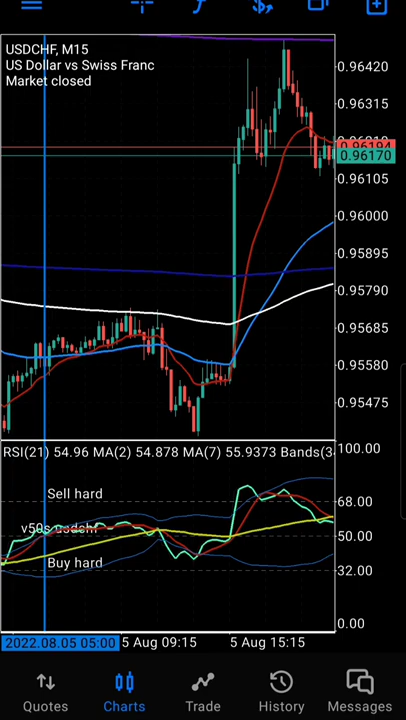 USDCHF, M15
US Dollar vs Swiss Franc
Market closed
0.96420
0.96315
0.96194
0.96170
0.96105
0.96000
0.95895
0.95790
0.95685
0.95580
0.95475
RSI(21) 54.96 MA(2) 54.878 MA(7) 55.9373 Bands(3
100.00
Sell hard
68.00
50.00
Buy hard
32.00
0.00
2022.08.05 05:00 5 Aug 09:15 5 Aug 15:15
Quotes Charts Trade History Messages